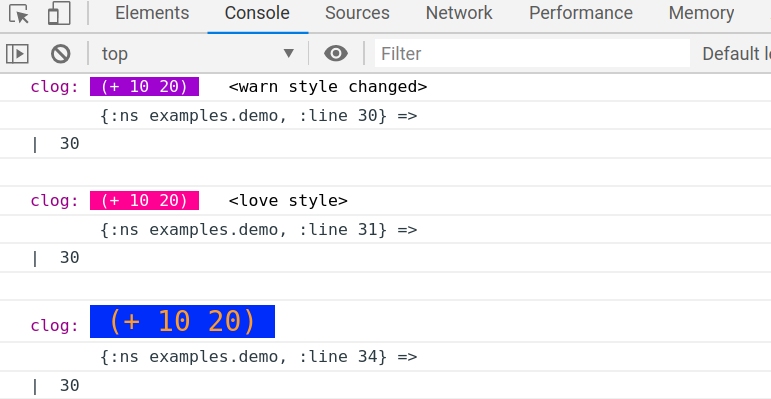 Elements Console Sources Network Performance Memory
top Filter Default
clog: (+ 10 20) <warn style changed>
{:ns examples.demo, :line 30} =>
| 30
clog: (+ 10 20) <love style>
{:ns examples.demo, :line 31} =>
| 30
clog: (+ 10 20)
{:ns examples.demo, :line 34} =>
| 30